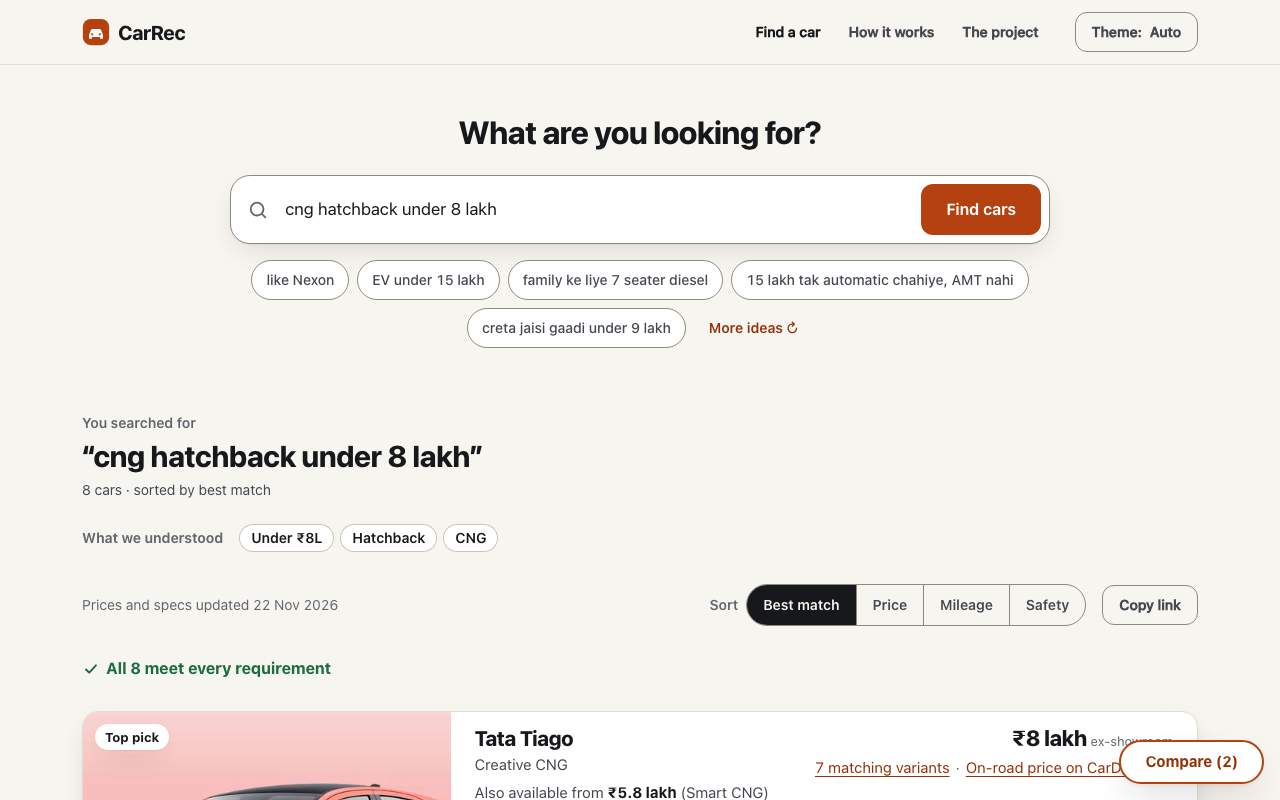 CarRec
Find a car
How it works
The project
Theme: Auto
What are you looking for?
cng hatchback under 8 lakh
Find cars
like Nexon
EV under 15 lakh
family ke liye 7 seater diesel
15 lakh tak automatic chahiye, AMT nahi
creta jaisi gaadi under 9 lakh
More ideas ↻
You searched for
“cng hatchback under 8 lakh”
8 cars · sorted by best match
What we understood
Under ₹8L
Hatchback
CNG
Prices and specs updated 22 Nov 2026
Sort
Best match
Price
Mileage
Safety
Copy link
All 8 meet every requirement
Top pick
Tata Tiago
₹8 lakh
Creative CNG
7 matching variants · On-road price on
Also available from ₹5.8 lakh (Smart CNG)
Compare (2)